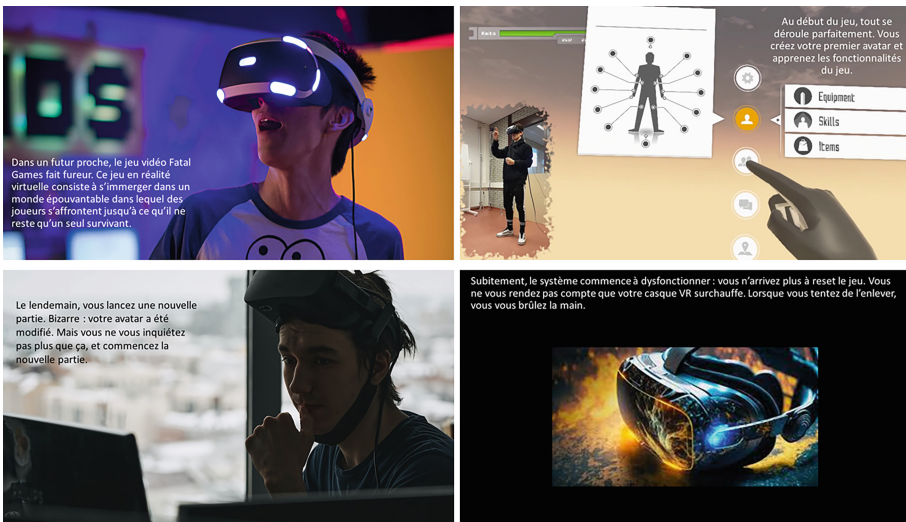 DS
Dans un futur proche, le jeu vidéo Fatal
Games fait fureur. Ce jeu en réalité
virtuelle consiste à s'immerger dans un
monde épouvantable dans lequel des
joueurs s'affrontent jusqu'à ce qu'il ne
reste qu'un seul survivant.
Au début du jeu, tout se
déroule parfaitement. Vous
créez votre premier avatar et
apprenez les fonctionnalités
du jeu.
Equipment
Skills
Items
Le lendemain, vous lancez une nouvelle
partie. Bizarre : votre avatar a été
modifié. Mais vous ne vous inquiétez
pas plus que ça, et commencez la
nouvelle partie.
Subitement, le système commence à dysfonctionner : vous n'arrivez plus à reset le jeu. Vous
ne vous rendez pas compte que votre casque VR surchauffe. Lorsque vous tentez de l'enlever,
vous vous brûlez la main.